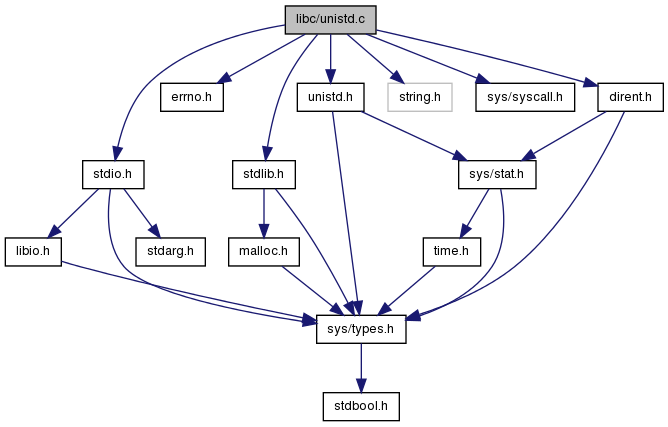 libc/unistd.c
errno.h
unistd.h
string.h
sys/syscall.h
dirent.h
stdio.h
stdlib.h
sys/stat.h
libio.h
stdarg.h
malloc.h
time.h
sys/types.h
stdbool.h